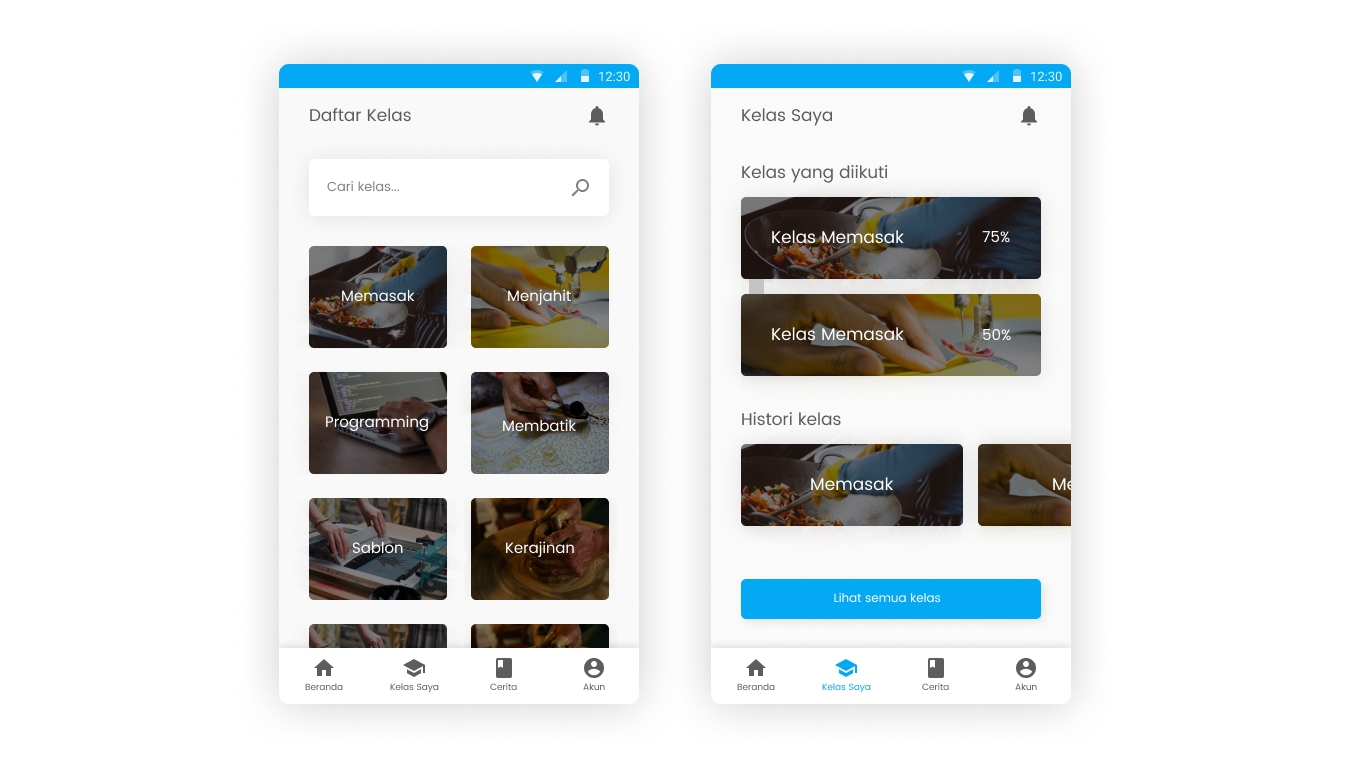 12:30
Daftar Kelas
Cari kelas...
Memasak
Menjahit
Programming
Membatik
Sablon
Kerajinan
Beranda
Kelas Saya
Cerita
Akun
12:30
Kelas Saya
Kelas yang diikuti
Kelas Memasak 75%
Kelas Memasak 50%
Histori kelas
Memasak
Me
Lihat semua kelas
Beranda
Kelas Saya
Cerita
Akun